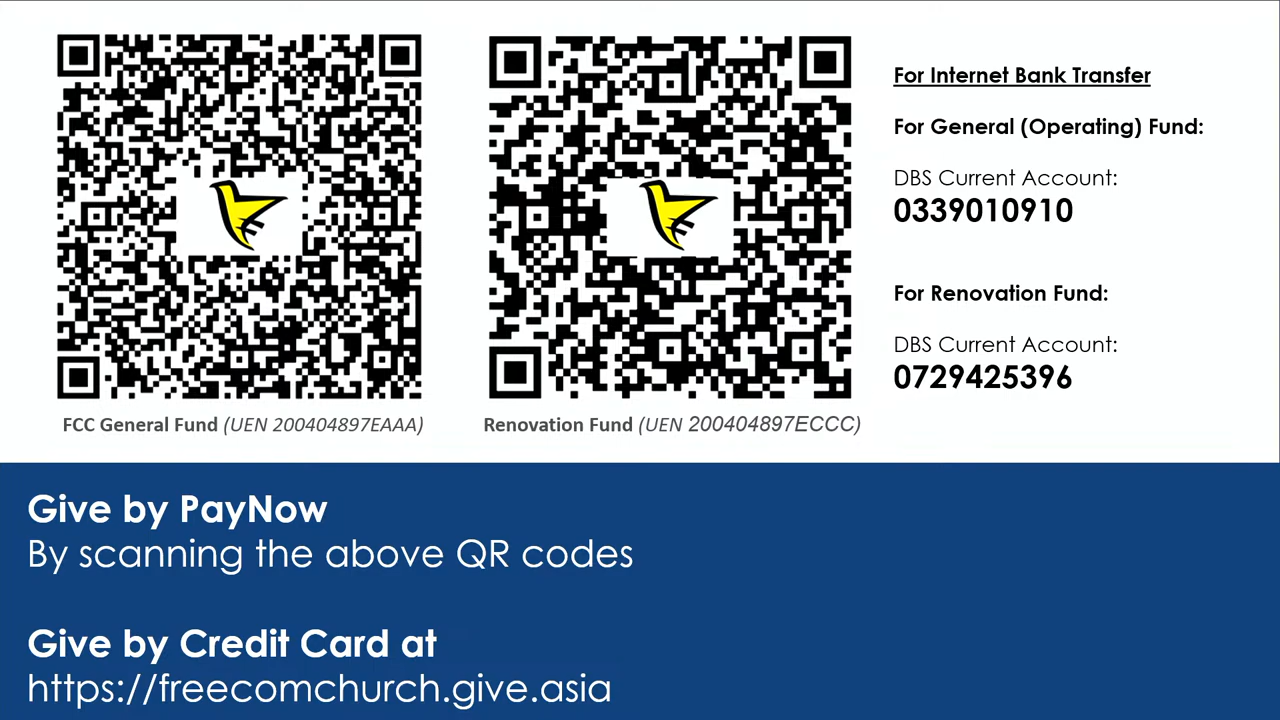 For Internet Bank Transfer
For General (Operating) Fund:
DBS Current Account:
0339010910
For Renovation Fund:
DBS Current Account:
0729425396
FCC General Fund (UEN 200404897EAAA)
Renovation Fund (UEN 200404897ECCC)
Give by PayNow
By scanning the above QR codes
Give by Credit Card at
https://freecomchurch.give.asia